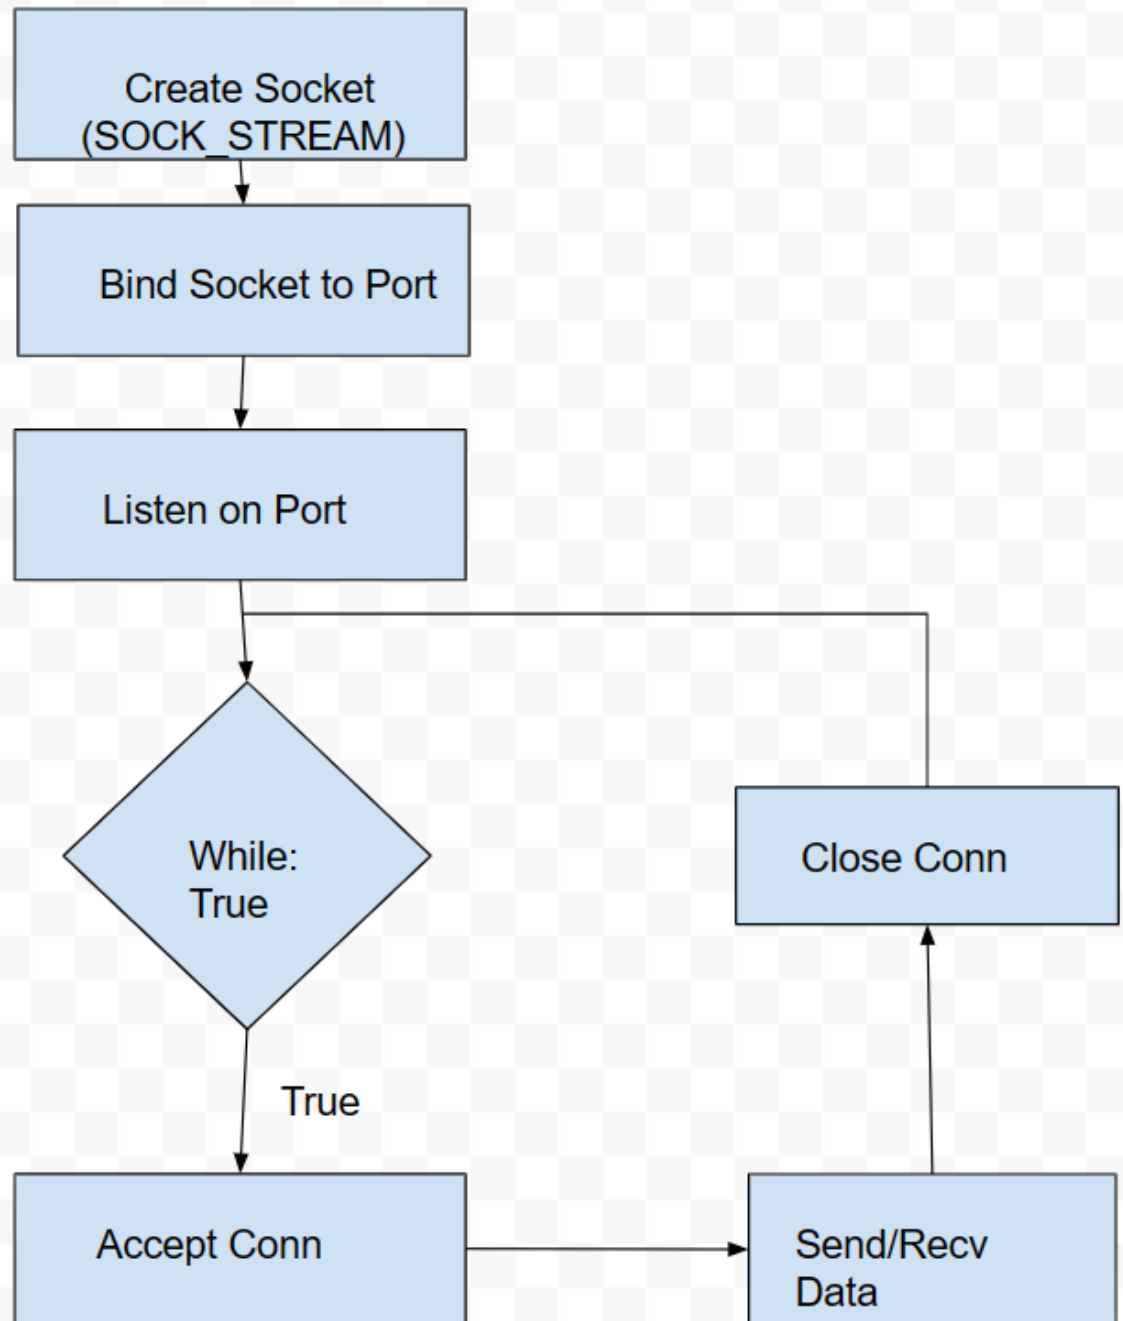 Create Socket
(SOCK_STREAM)
Bind Socket to Port
Listen on Port
While:
True
True
Accept Conn
Send/Recv
Data
Close Conn